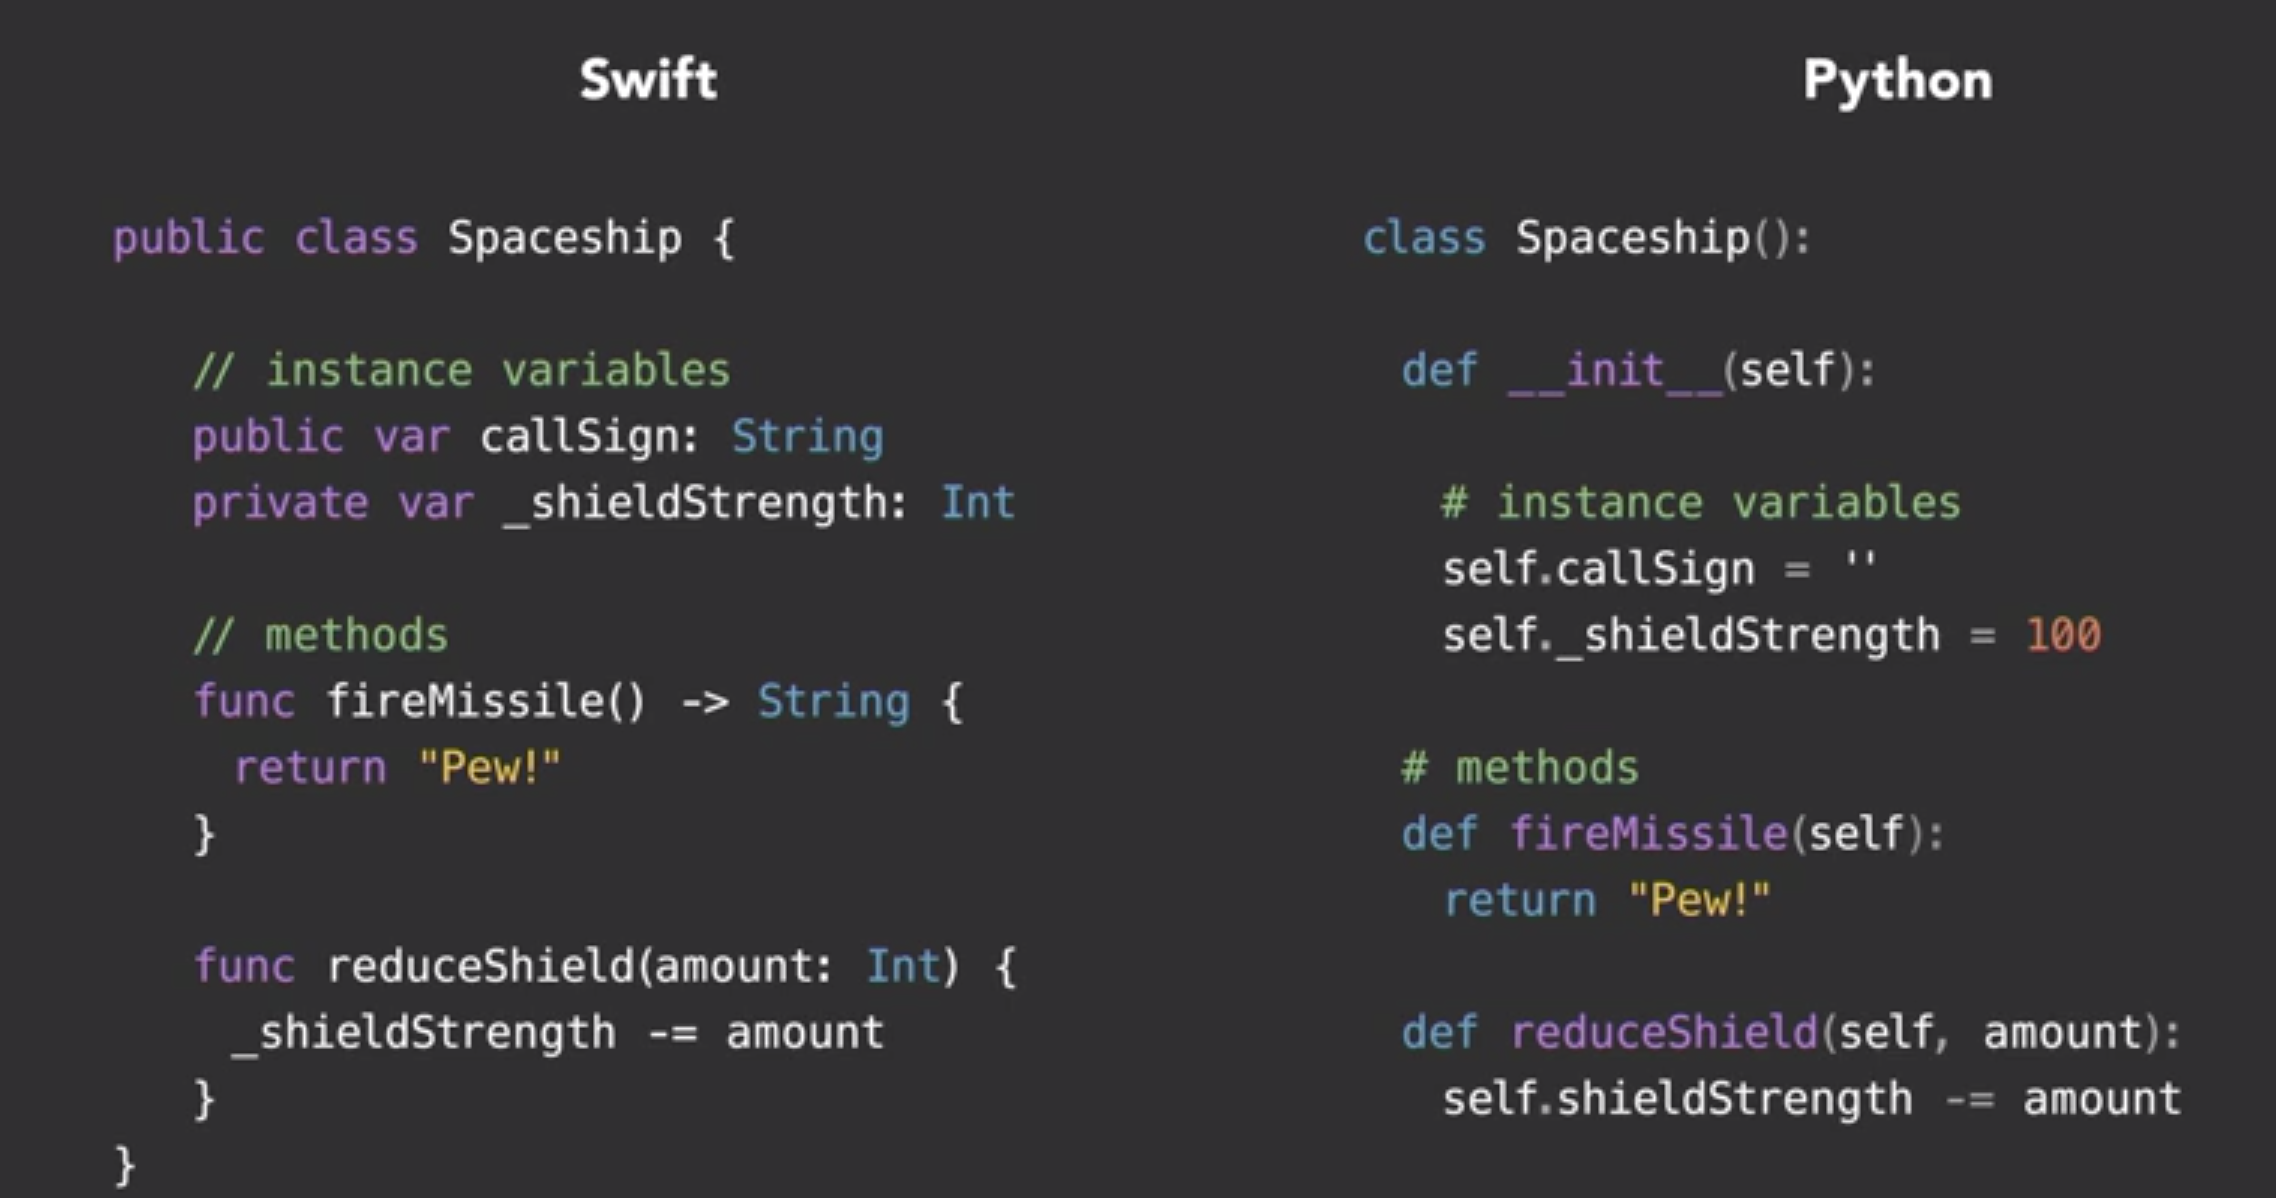 Swift
public class Spaceship {
// instance variables
public var callSign: String
private var _shieldStrength: Int
// methods
func fireMissile() -> String {
return "Pew!"
}
func reduceShield(amount: Int) {
_shieldStrength -= amount
}
}
Python
class Spaceship():
def __init__(self):
# instance variables
self.callSign = ''
self._shieldStrength = 100
# methods
def fireMissile(self):
return "Pew!"
def reduceShield(self, amount):
self.shieldStrength -= amount